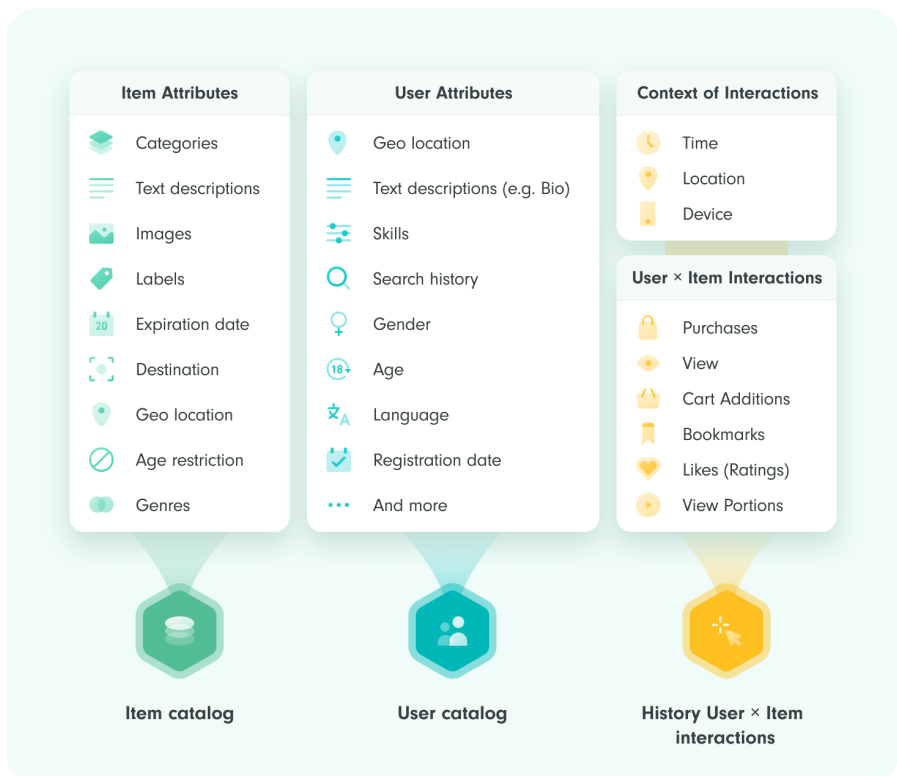 Item Attributes
Categories
Text descriptions
Images
Labels
20
Expiration date
Destination
Geo location
Age restriction
Genres
User Attributes
Geo location
Text descriptions (e.g. Bio)
Skills
Search history
Gender
18
Age
文A
Language
Registration date
And more
Context of Interactions
Time
Location
Device
User × Item Interactions
Purchases
View
Cart Additions
Bookmarks
Likes (Ratings)
View Portions
Item catalog
User catalog
History User × Item
interactions